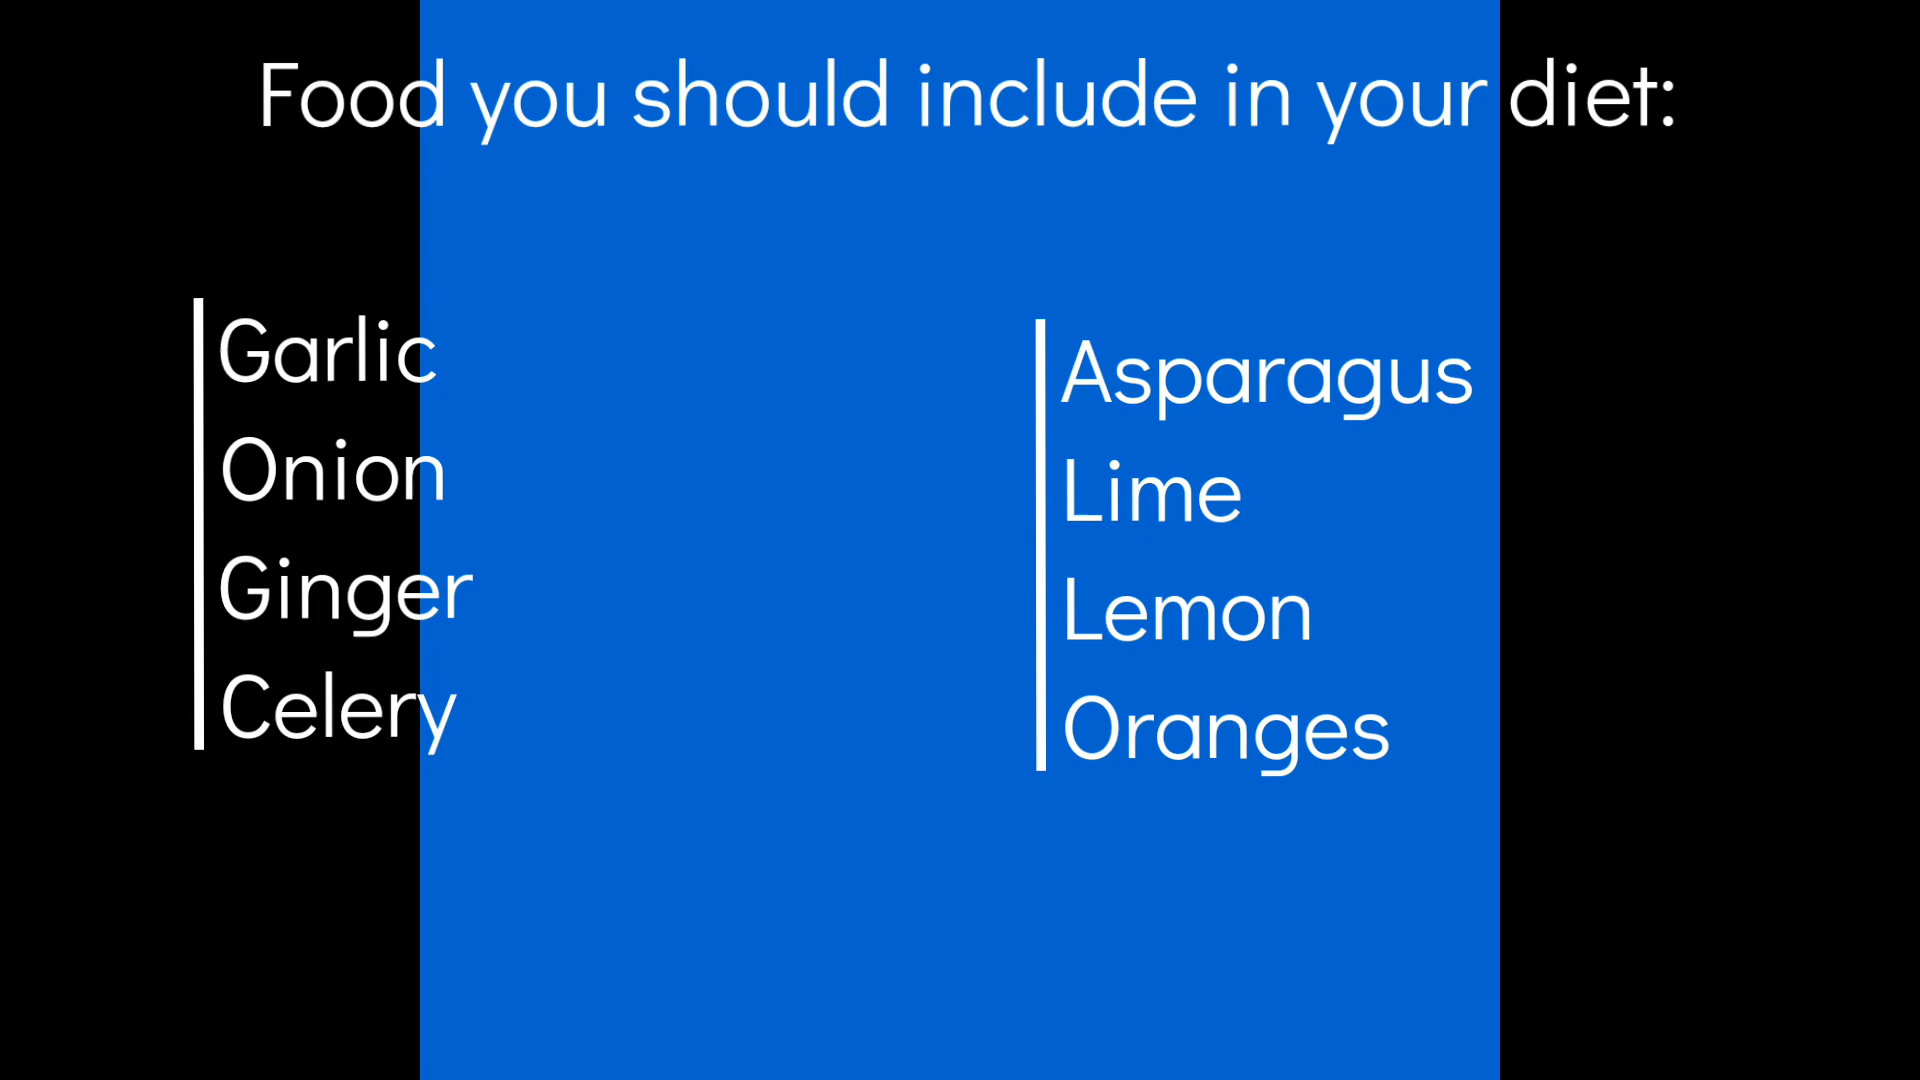 Food you should include in your diet:
Garlic
Onion
Ginger
Celery
Asparagus
Lime
Lemon
Oranges